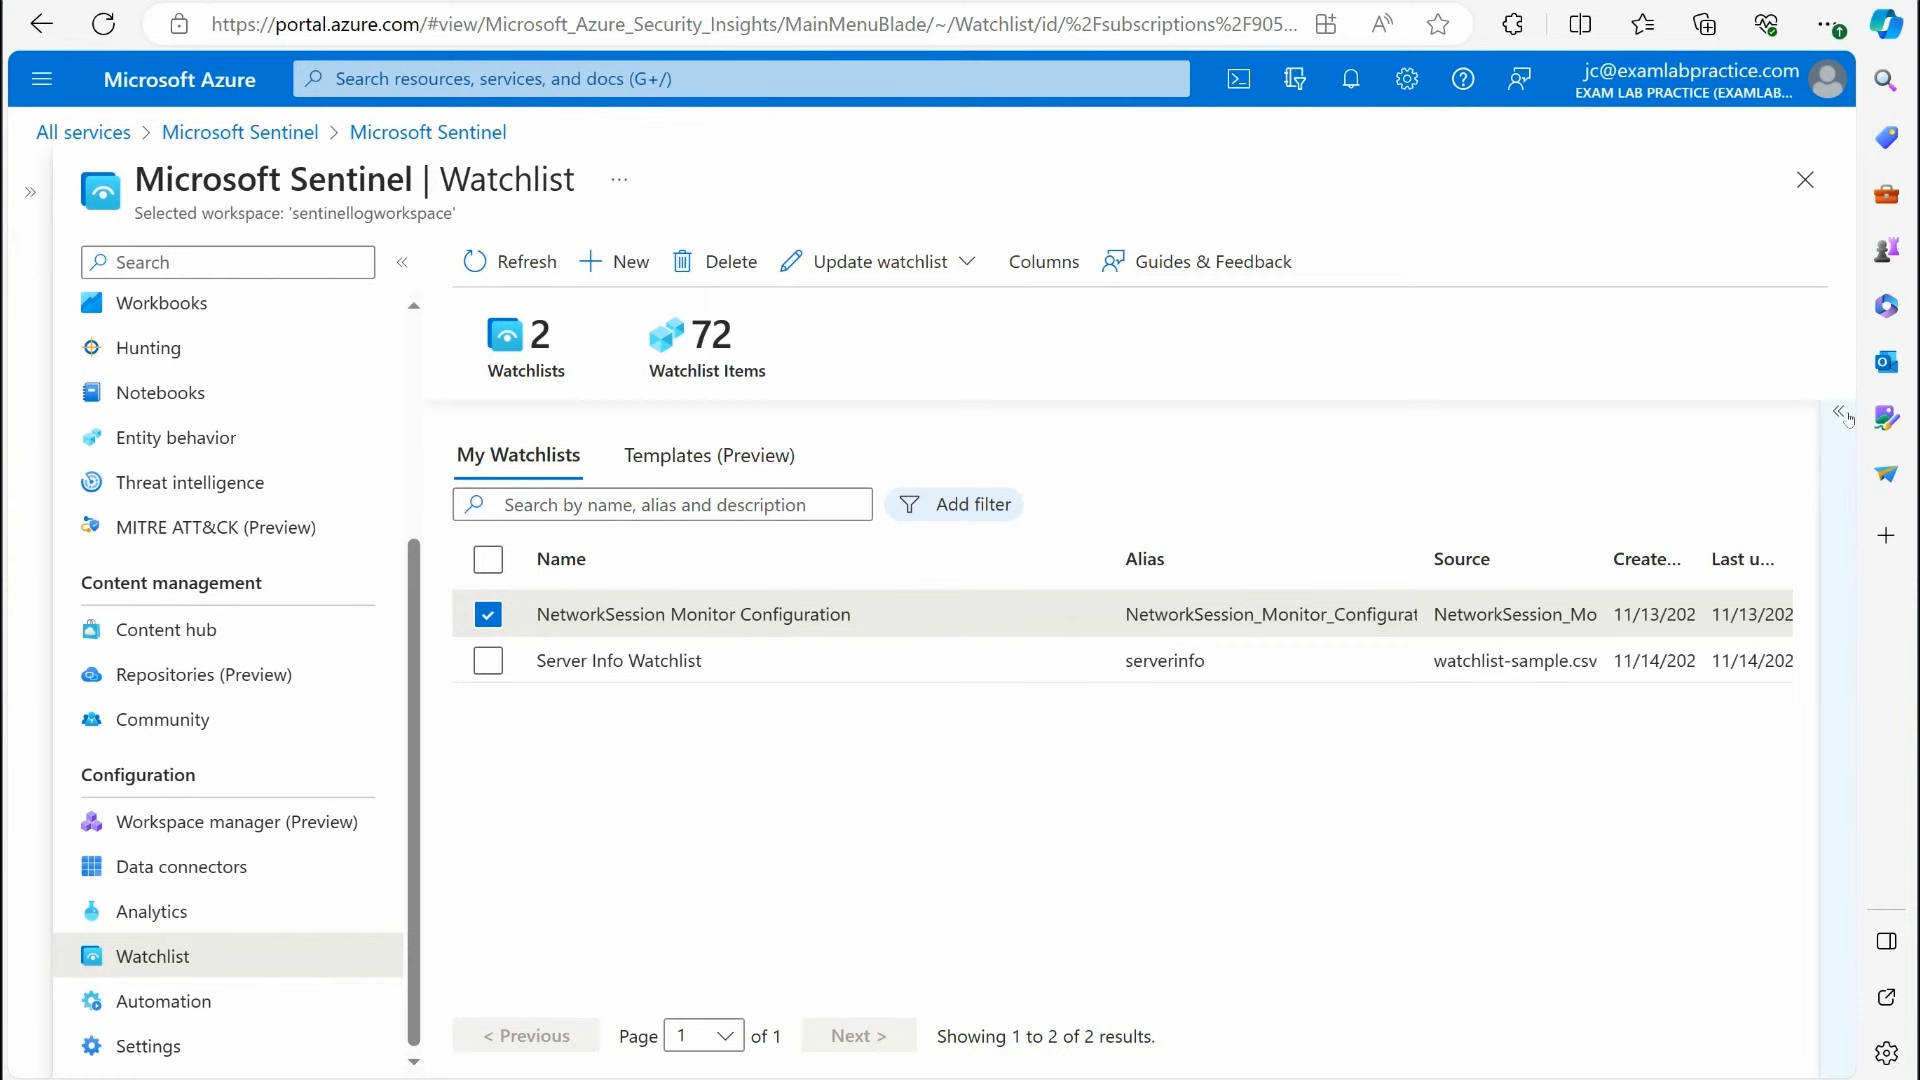 https://portal.azure.com/#view/Microsoft_Azure_Security_Insights/MainMenuBlade/~/Watchlist/id/%2Fsubscriptions%2F905...
Microsoft Azure
Search resources, services, and docs (G+/)
jc@examlabpractice.com
EXAM LAB PRACTICE (EXAMLAB...
All services > Microsoft Sentinel > Microsoft Sentinel
Microsoft Sentinel | Watchlist ...
Selected workspace: 'sentinellogworkspace'
Search
Refresh New Delete Update watchlist Columns Guides & Feedback
Workbooks
Hunting
Notebooks
Entity behavior
Threat intelligence
MITRE ATT&CK (Preview)
Content management
Content hub
Repositories (Preview)
Community
Configuration
Workspace manager (Preview)
Data connectors
Analytics
Watchlist
Automation
Settings
2
Watchlists
72
Watchlist Items
My Watchlists Templates (Preview)
Search by name, alias and description Add filter
Name Alias Source Create... Last u...
NetworkSession Monitor Configuration NetworkSession_Monitor_Configurat NetworkSession_Mo 11/13/202 11/13/202
Server Info Watchlist serverinfo watchlist-sample.csv 11/14/202 11/14/202
< Previous Page 1 of 1 Next > Showing 1 to 2 of 2 results.